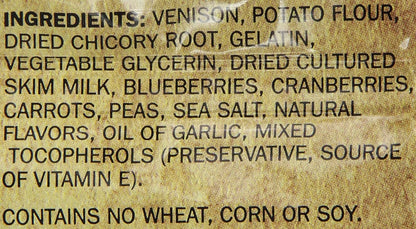 INGREDIENTS: VENISON, POTATO FLOUR,
DRIED CHICORY ROOT, GELATIN,
VEGETABLE GLYCERIN, DRIED CULTURED
SKIM MILK, BLUEBERRIES, CRANBERRIES,
CARROTS, PEAS, SEA SALT, NATURAL
FLAVORS, OIL OF GARLIC, MIXED
TOCOPHEROLS (PRESERVATIVE, SOURCE
OF VITAMIN E).
CONTAINS NO WHEAT, CORN OR SOY.